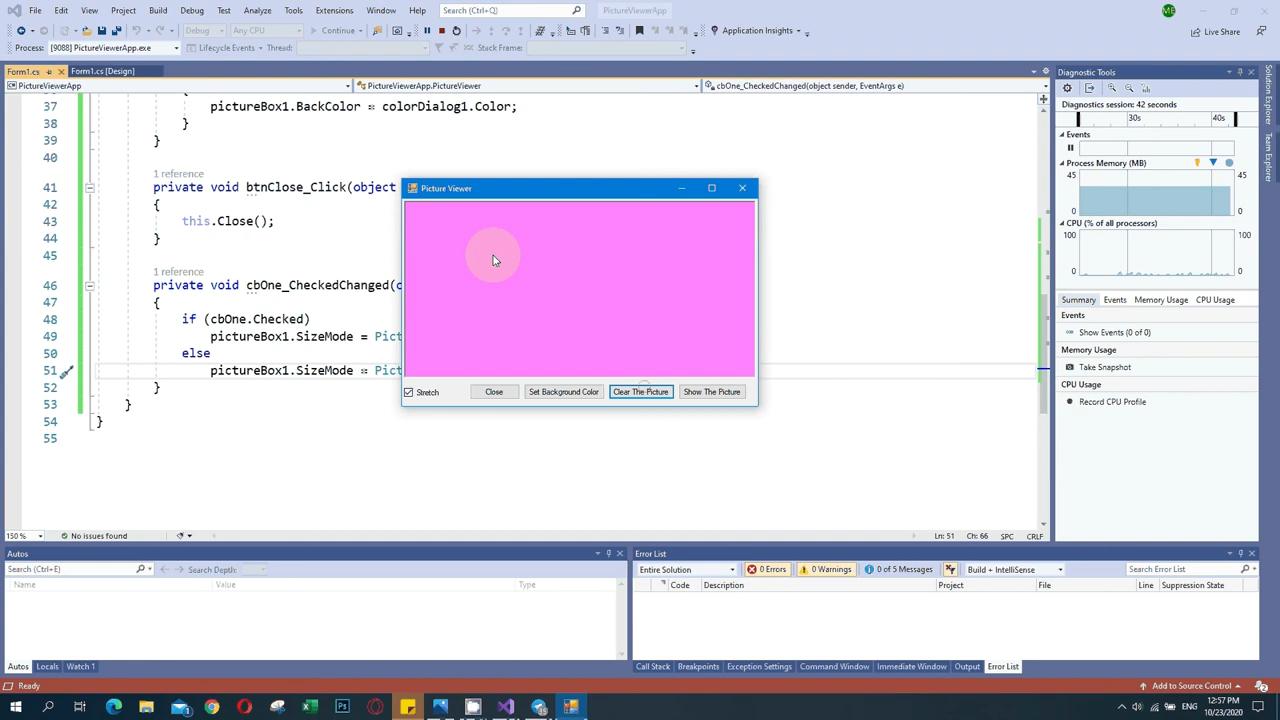 File Edit View Project Build Debug Test Analyze Tools Extensions Window Help Search (Ctrl+Q) PictureViewerApp ME
Debug Any CPU Continue Application Insights Live Share
Process: [9088] PictureViewerApp.exe Lifecycle Events Thread: Stack Frame:
Form1.cs Form1.cs [Design]
PictureViewerApp PictureViewerApp.PictureViewer cbOne_CheckedChanged(object sender, EventArgs e)
37 pictureBox1.BackColor = colorDialog1.Color;
38 }
39 }
40
1 reference
41 private void btnClose_Click(object
42 {
43 this.Close();
44 }
45
1 reference
46 private void cbOne_CheckedChanged(
47 {
48 if (cbOne.Checked)
49 pictureBox1.SizeMode = Pict
50 else
51 pictureBox1.SizeMode = Pict
52 }
53 }
54 }
55
Picture Viewer
Stretch Close Set Background Color Clear The Picture Show The Picture
150 % No issues found Ln: 51 Ch: 66 SPC CRLF
Diagnostic Tools
Diagnostics session: 42 seconds
30s 40s
Events
Process Memory (MB)
45 45
0 0
CPU (% of all processors)
100 100
0 0
Summary Events Memory Usage CPU Usage
Events
Show Events (0 of 0)
Memory Usage
Take Snapshot
CPU Usage
Record CPU Profile
Solution Explorer
Team Explorer
Autos
Search (Ctrl+E) Search Depth:
Name Value Type
Autos Locals Watch 1
Error List
Entire Solution 0 Errors 0 Warnings 0 of 5 Messages Build + IntelliSense Search Error List
Code Description Project File Line Suppression State
Call Stack Breakpoints Exception Settings Command Window Immediate Window Output Error List
Ready Add to Source Control 2
ENG 12:57 PM
10/23/2020